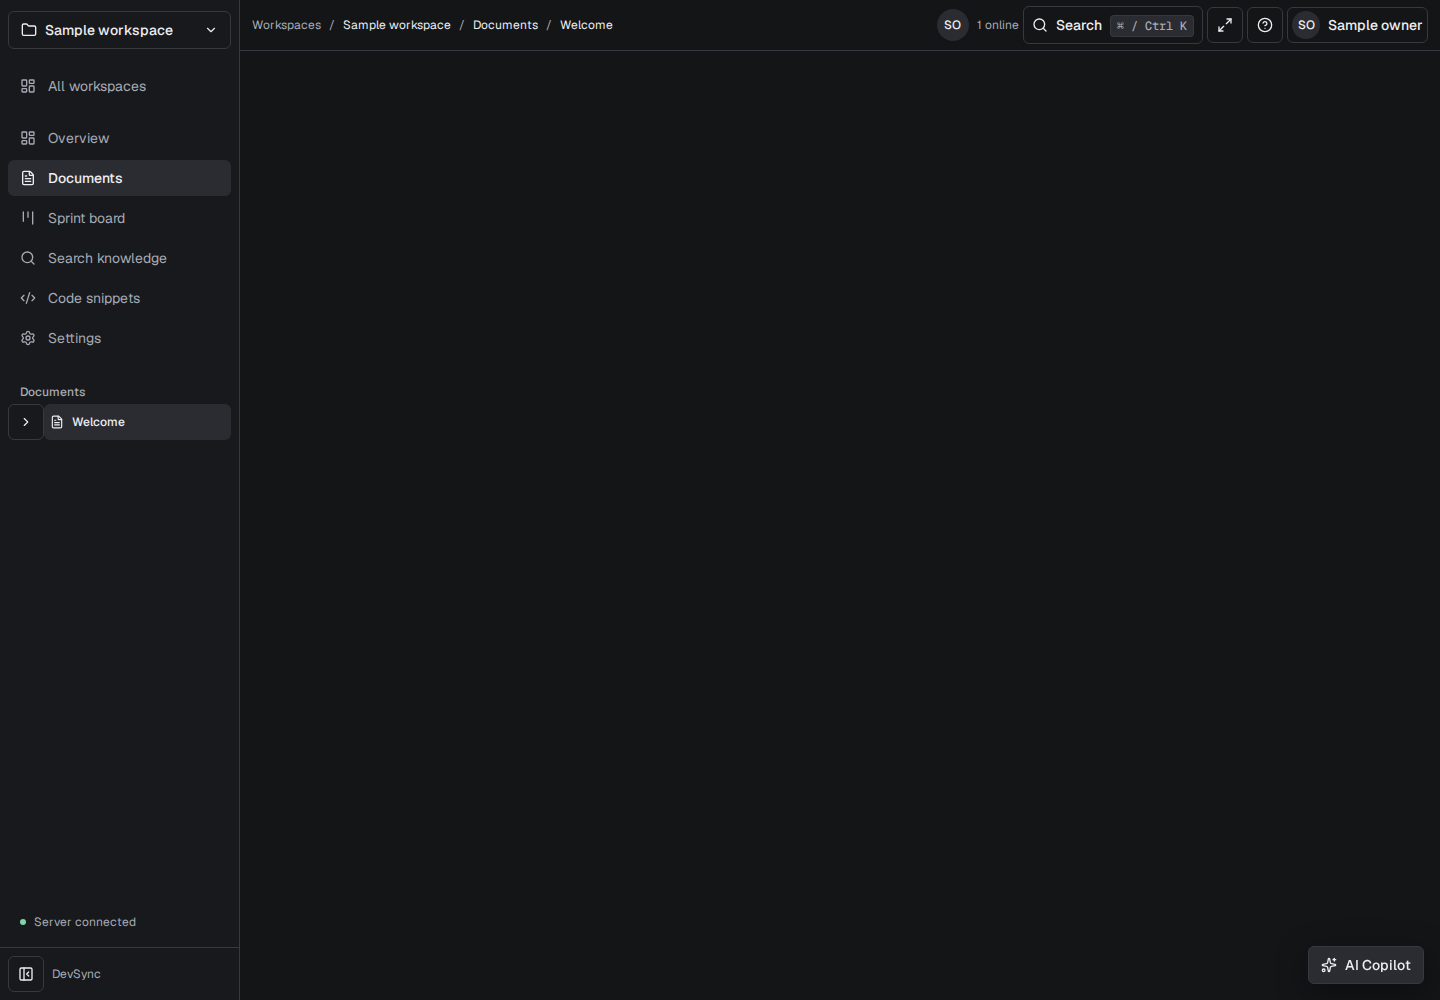 Sample workspace
All workspaces
Overview
Documents
Sprint board
Search knowledge
Code snippets
Settings
Documents
Welcome
Server connected
DevSync
Workspaces / Sample workspace / Documents / Welcome
SO 1 online
Search ⌘ / Ctrl K
SO Sample owner
AI Copilot